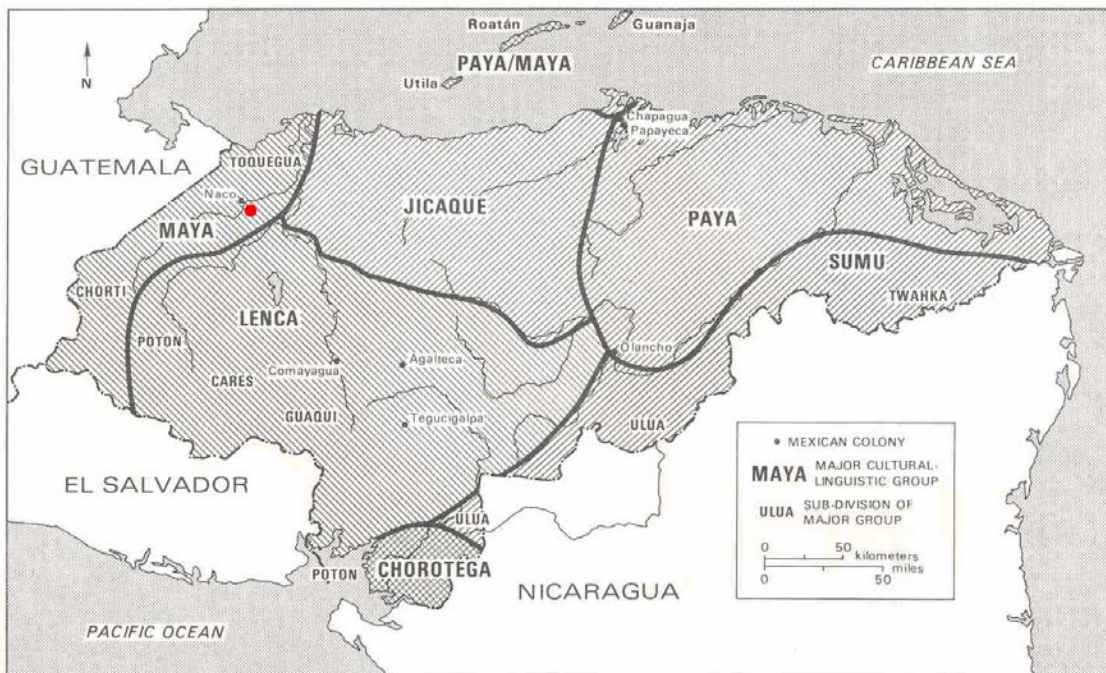 Roatán
Guanaja
PAYA/MAYA
CARIBBEAN SEA
N
Utila
Chapagua
Papayeca
TOQUEGUA
GUATEMALA
Naco
JICAQUE
PAYA
MAYA
SUMU
CHORTI
TWAHKA
LENCA
POTON
Olancho
Comayagua
Agalteca
CARES
GUAQUI
Tegucigalpa
ULUA
MEXICAN COLONY
MAYA MAJOR CULTURAL-
LINGUISTIC GROUP
EL SALVADOR
ULUA SUB-DIVISION OF
MAJOR GROUP
ULUA
0 50
kilometers
0 50
miles
CHOROTEGA
POTON
NICARAGUA
PACIFIC OCEAN